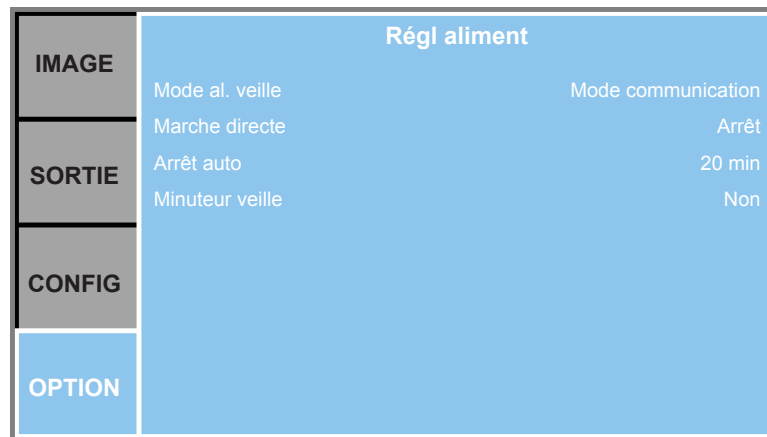 IMAGE
SORTIE
CONFIG
OPTION
Régl aliment
Mode al. veille Mode communication
Marche directe Arrêt
Arrêt auto 20 min
Minuteur veille Non